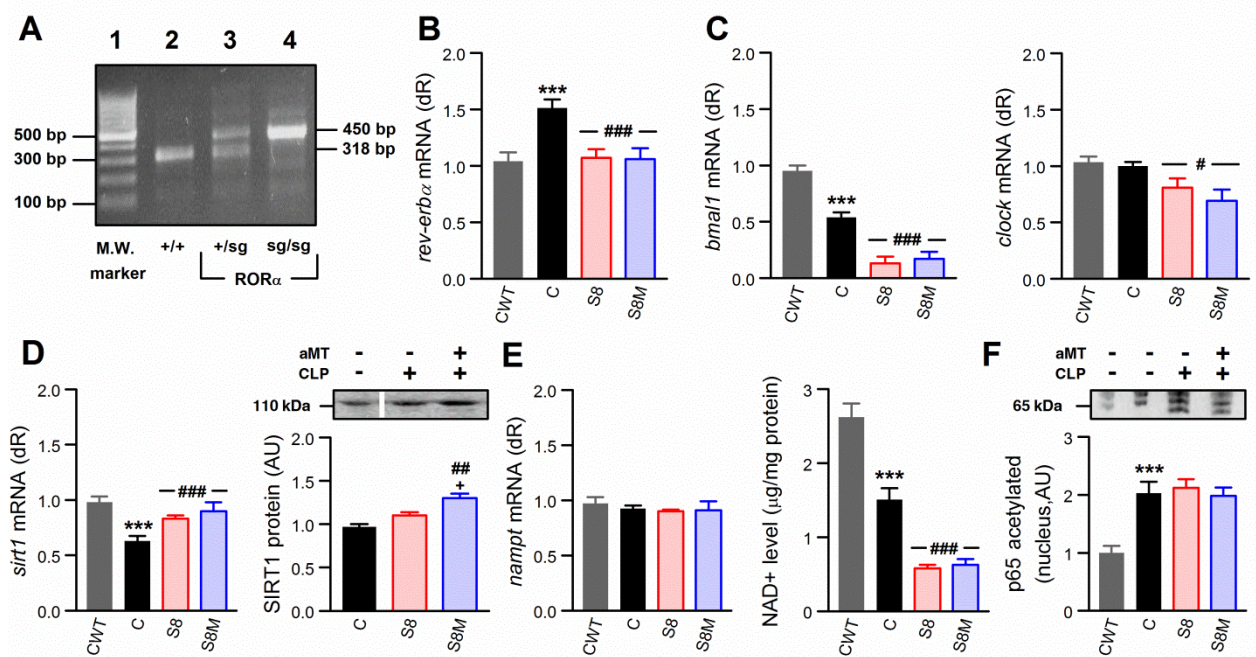 A
1 2 3 4
500 bp
300 bp
100 bp
450 bp
318 bp
M.W.
marker
+/+ +/sg sg/sg
RORα
B
rev-erbα mRNA (dR)
2.0
1.5
1.0
0.5
0.0
***
###
CWT C S8 S8M
C
bmal1 mRNA (dR)
2.0
1.5
1.0
0.5
0.0
***
###
CWT C S8 S8M
clock mRNA (dR)
2.0
1.5
1.0
0.5
0.0
#
CWT C S8 S8M
D
sirt1 mRNA (dR)
2.0
1.5
1.0
0.5
0.0
***
###
CWT C S8 S8M
aMT - - +
CLP - + +
110 kDa
SIRT1 protein (AU)
2.0
1.5
1.0
0.5
0.0
##
+
C S8 S8M
E
nampt mRNA (dR)
2.0
1.5
1.0
0.5
0.0
CWT C S8 S8M
NAD+ level (µg/mg protein)
3
2
1
0
***
###
CWT C S8 S8M
F
aMT - - - +
CLP - - + +
65 kDa
p65 acetylated
(nucleus,AU)
3
2
1
0
***
CWT C S8 S8M